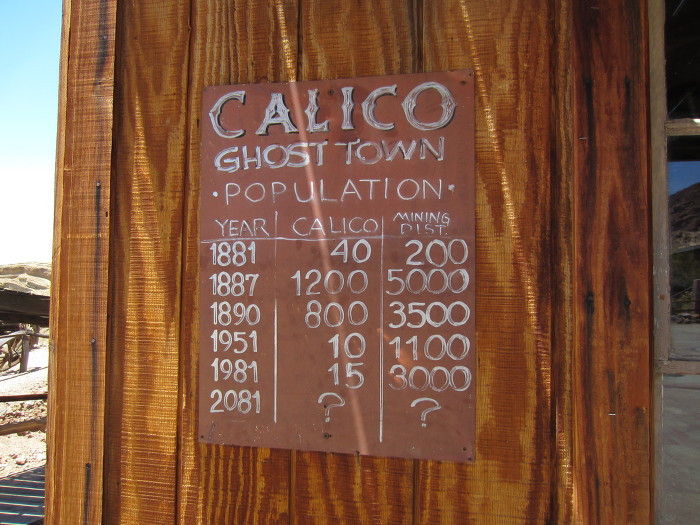 CALICO
GHOST TOWN
·POPULATION·
YEAR CALICO MINING DIST.
1881 40 200
1887 1200 5000
1890 800 3500
1951 10 1100
1981 15 3000
2081 ? ?